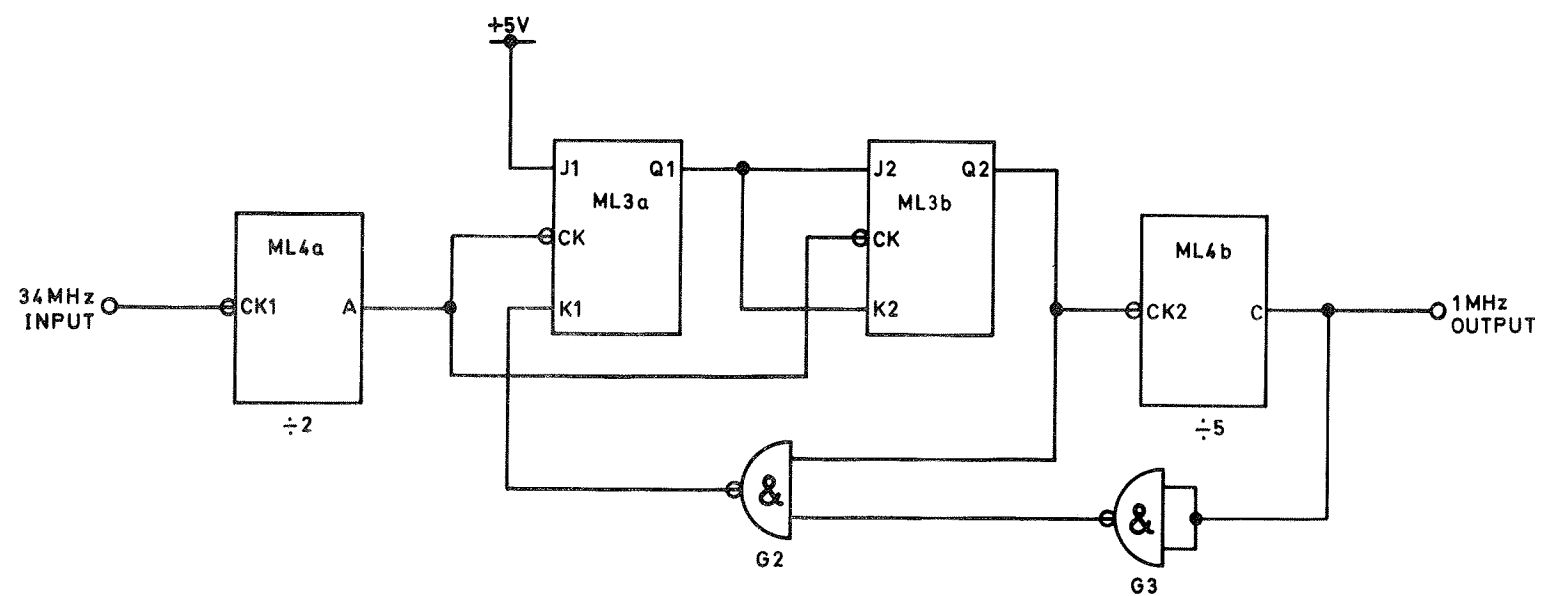 +5V
J1
Q1
ML3a
CK
K1
J2
Q2
ML3b
CK
K2
ML4a
CK1
A
÷2
34MHz
INPUT
ML4b
CK2
C
÷5
1MHz
OUTPUT
&
G2
&
G3